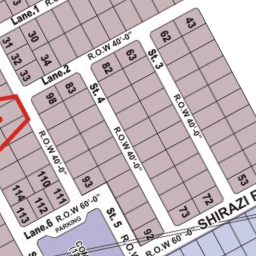 Lane.1
31
30
32
34
33
Lane.2
R.O.W 40'-0"
43
62
St. 3
63
82
St. 4
83
98
R.O.W 40'-0"
R.O.W 40'-0"
R.O.W 40'-0"
110
114
111
112
113
93
53
72
73
92
Lane.6
R.O.W 60'-0"
PARKING
St. 5
R.O.W 60'-0"
SHIRAZI